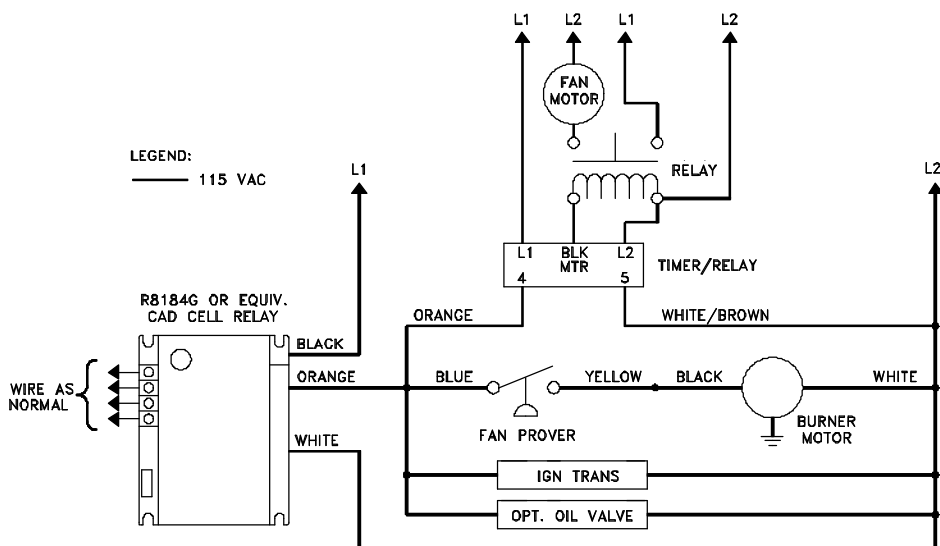 L1
L2
L1
L2
FAN
MOTOR
LEGEND:
115 VAC
L1
L2
RELAY
L1
BLK
L2
MTR
4
5
TIMER/RELAY
R8184G OR EQUIV.
CAD CELL RELAY
ORANGE
WHITE/BROWN
BLACK
ORANGE
BLUE
YELLOW
BLACK
WHITE
WIRE AS
NORMAL
FAN PROVER
BURNER
MOTOR
WHITE
IGN TRANS
OPT. OIL VALVE